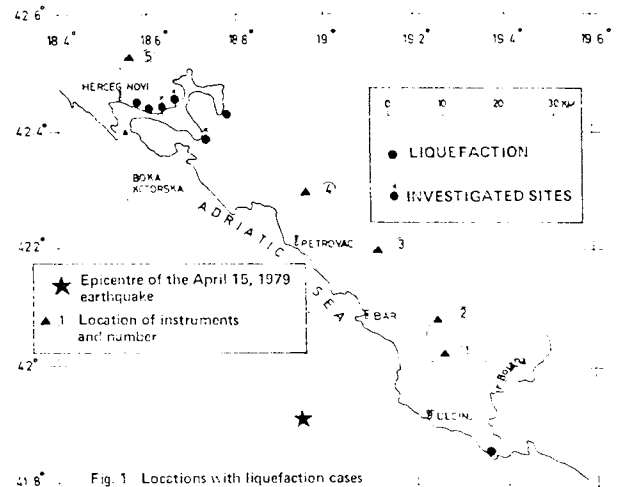 42.6°
18.4° 18.6° 18.8° 19° 19.2° 19.4° 19.6°
5
HERCEG NOVI
42.4°
0 10 20 30 KM
LIQUEFACTION
INVESTIGATED SITES
BOKA
KOTORSKA
4
ADRIATIC SEA
42.2°
PETROVAC
3
Epicentre of the April 15, 1979
earthquake
1 Location of instruments
and number
BAR
2
1
42°
ULCINJ
41.8°
Fig. 1 Locations with liquefaction cases